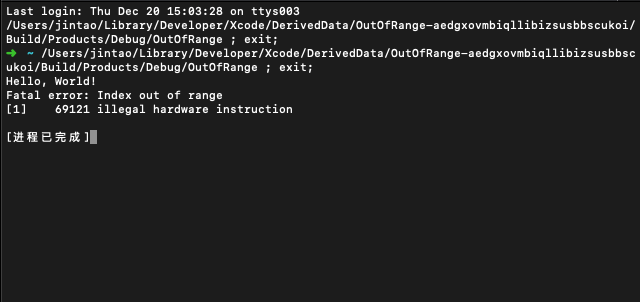 Last login: Thu Dec 20 15:03:28 on ttys003
/Users/jintao/Library/Developer/Xcode/DerivedData/OutOfRange-aedgxovmbiqllibizsusbbscukoi/
Build/Products/Debug/OutOfRange ; exit;
➜  ~ /Users/jintao/Library/Developer/Xcode/DerivedData/OutOfRange-aedgxovmbiqllibizsusbbsc
ukoi/Build/Products/Debug/OutOfRange ; exit;
Hello, World!
Fatal error: Index out of range
[1]    69121 illegal hardware instruction
[进程已完成]